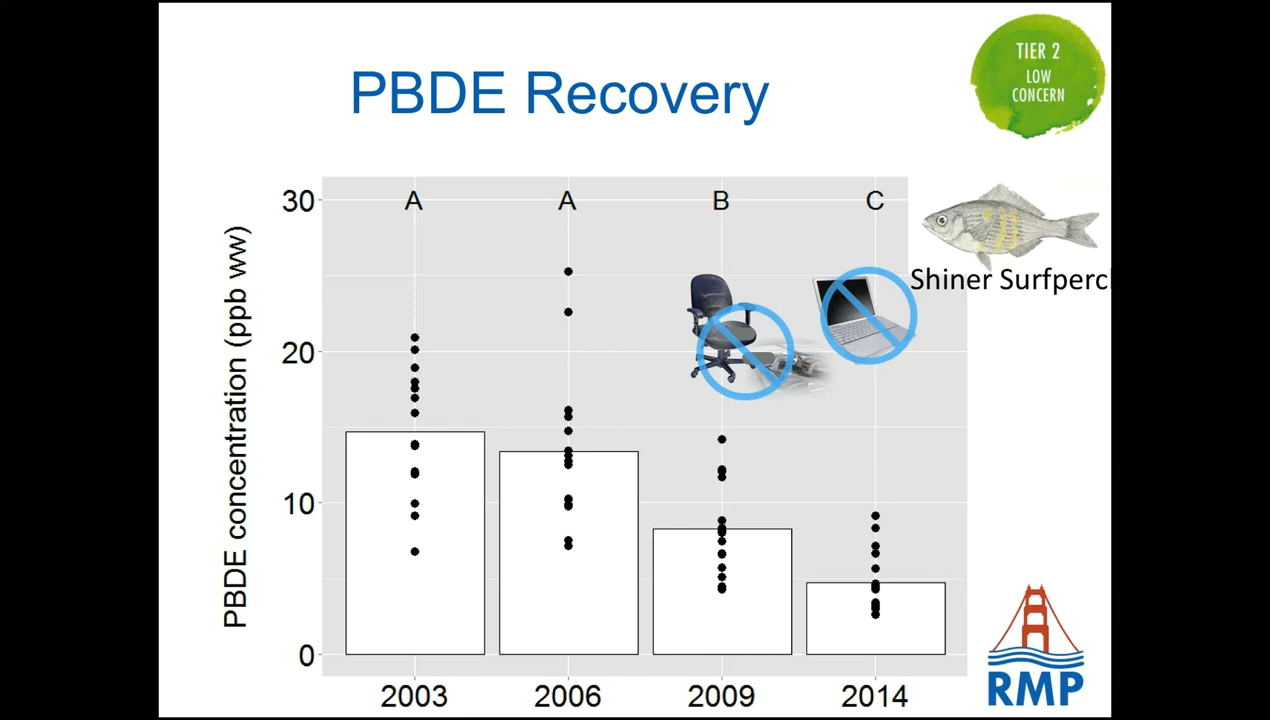 PBDE Recovery
TIER 2
LOW
CONCERN
PBDE concentration (ppb ww)
30
20
10
0
A
A
B
C
Shiner Surfperch
2003
2006
2009
2014
RMP